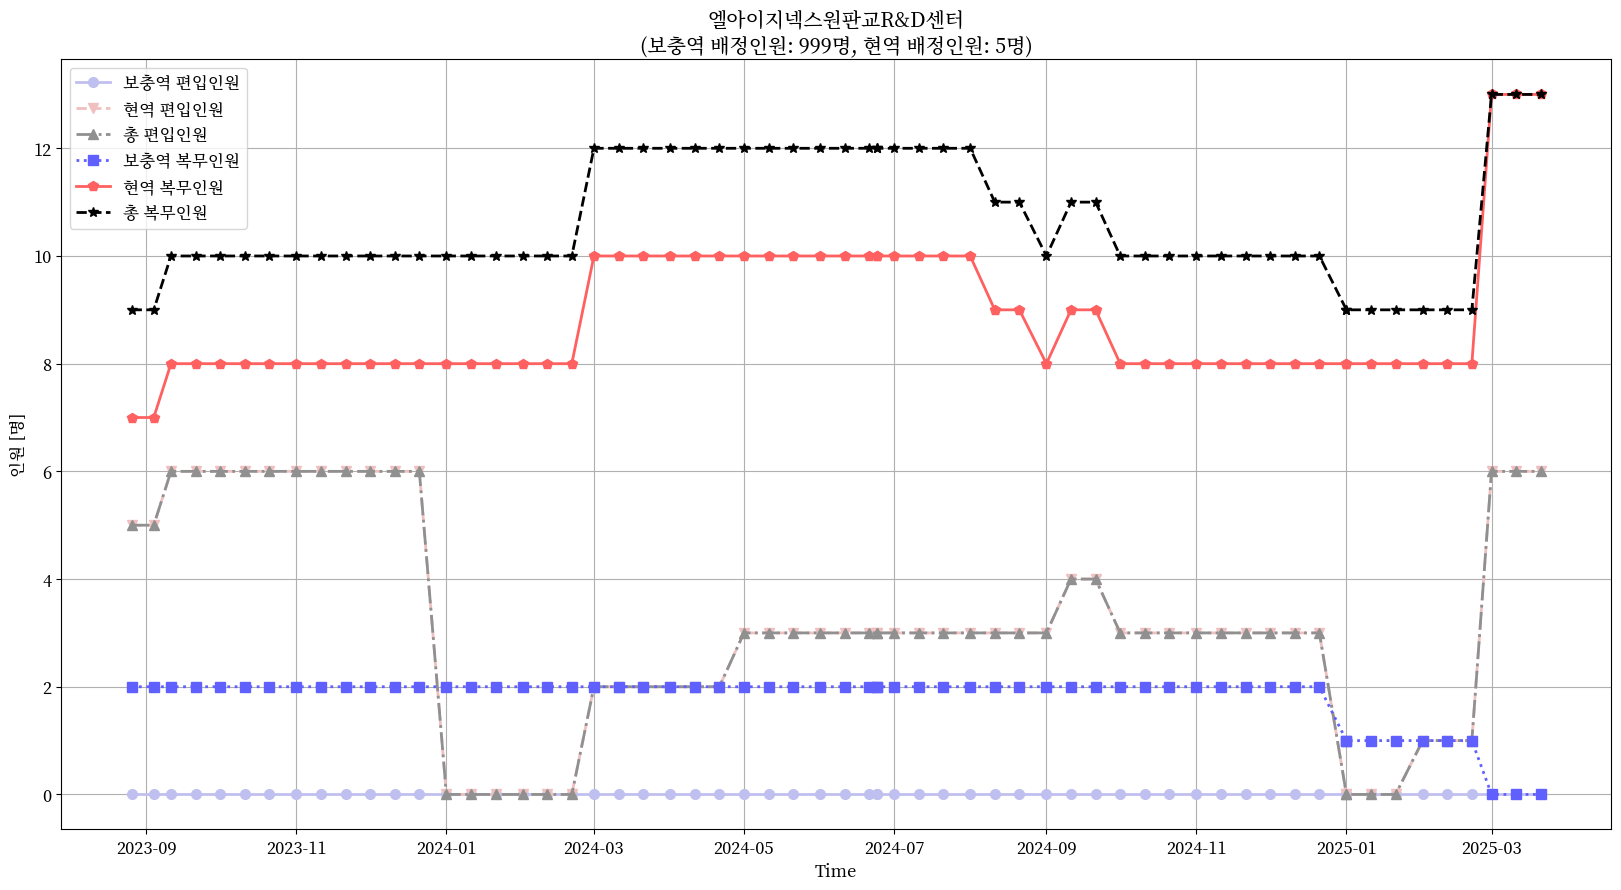 엘아이지넥스원판교R&D센터
(보충역 배정인원: 999명, 현역 배정인원: 5명)
보충역 편입인원
현역 편입인원
총 편입인원
보충역 복무인원
현역 복무인원
총 복무인원
인원 [명]
12
10
8
6
4
2
0
2023-09
2023-11
2024-01
2024-03
2024-05
2024-07
2024-09
2024-11
2025-01
2025-03
Time